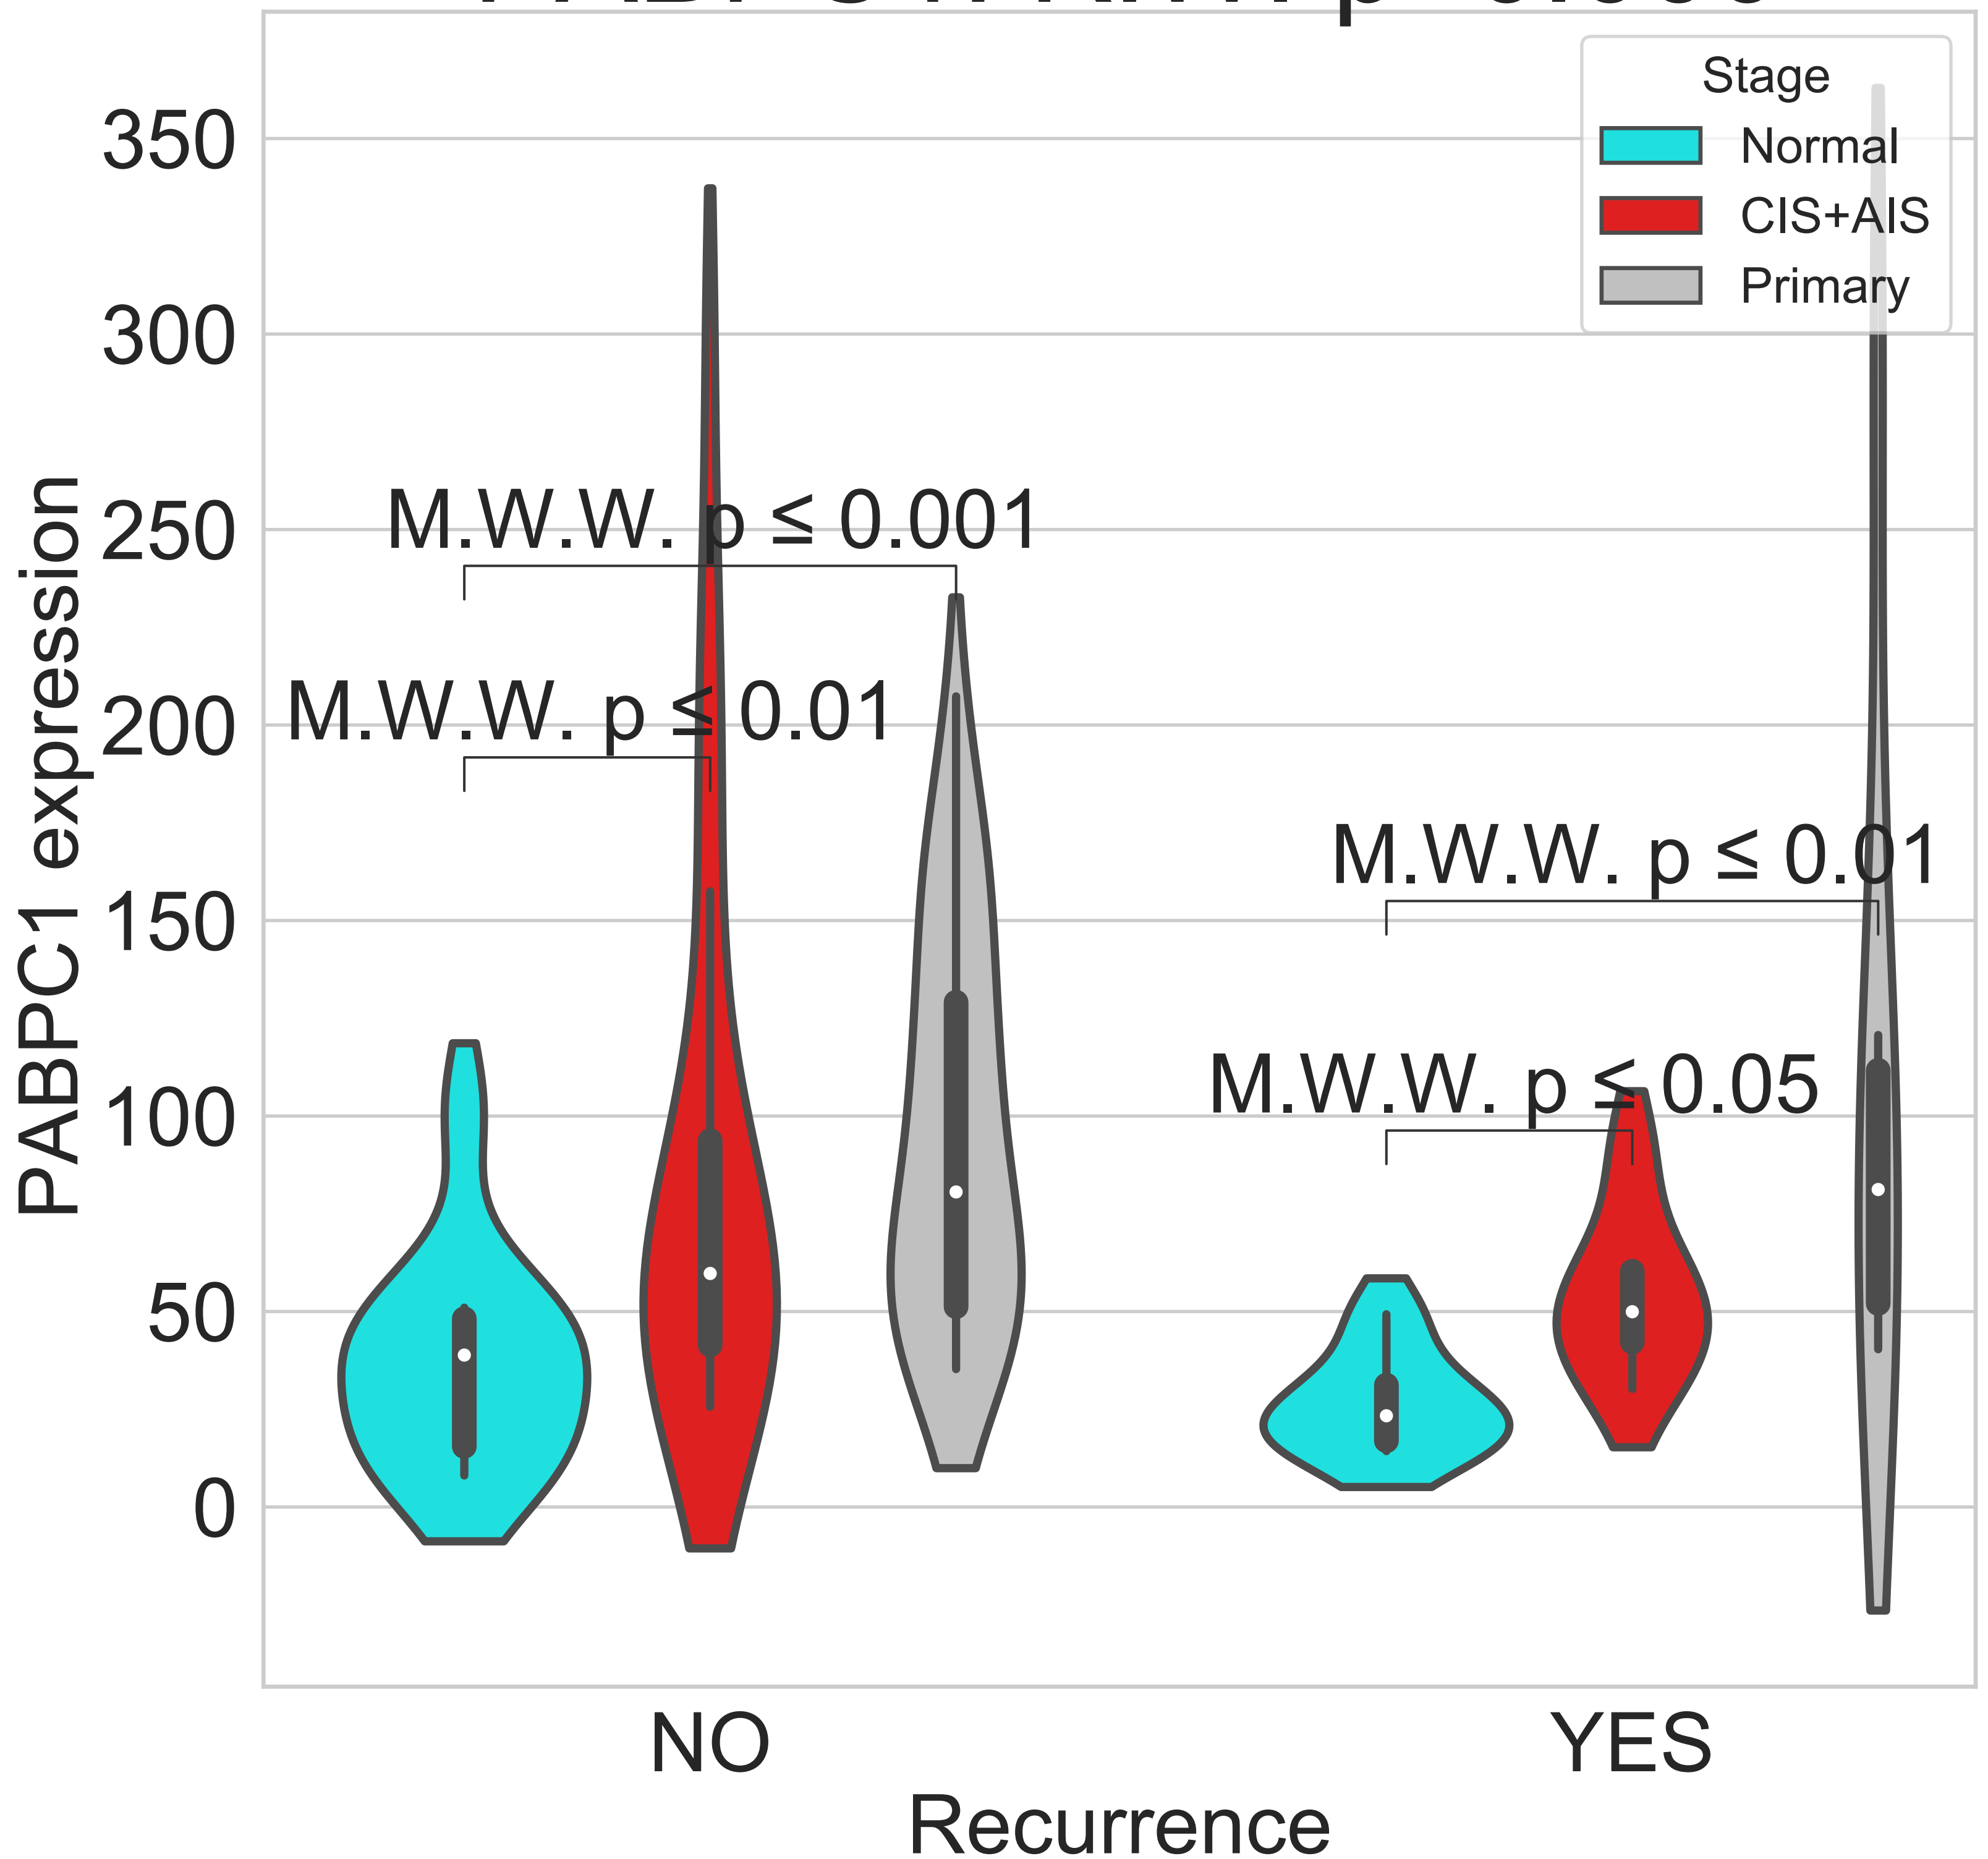 Stage
Normal
CIS+AIS
Primary
350
300
250
200
150
100
50
0
PABPC1 expression
M.W.W. p ≤ 0.001
M.W.W. p ≤ 0.01
M.W.W. p ≤ 0.01
M.W.W. p ≤ 0.05
NO
YES
Recurrence